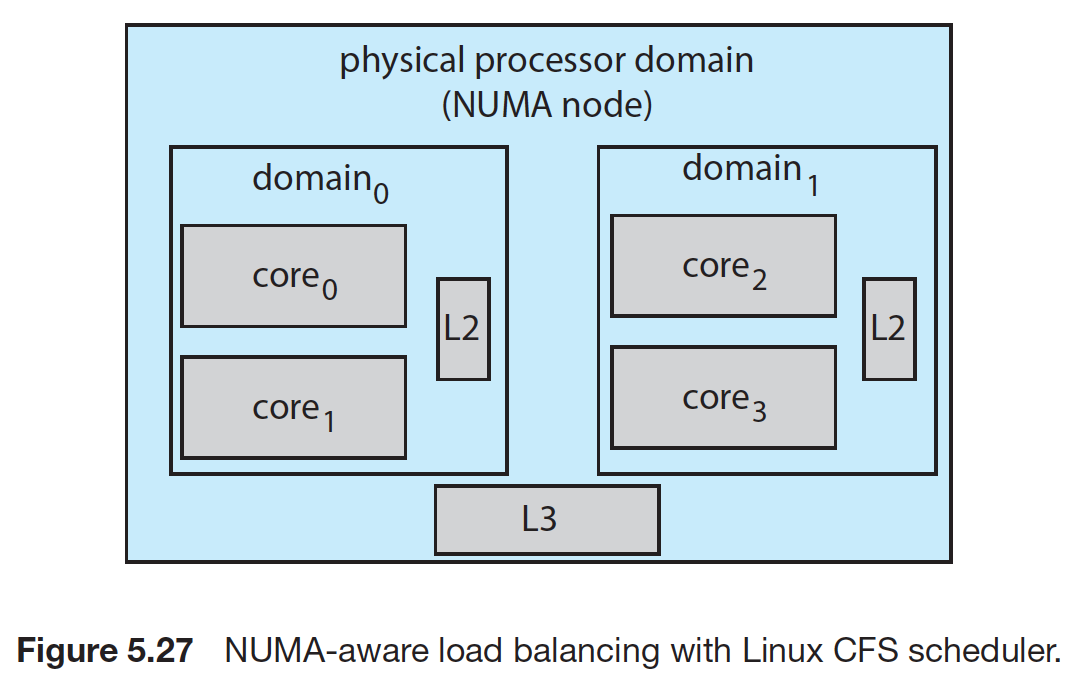 physical processor domain
(NUMA node)
domain₀
core₀
core₁
L2
domain₁
core₂
core₃
L2
L3
Figure 5.27 NUMA-aware load balancing with Linux CFS scheduler.